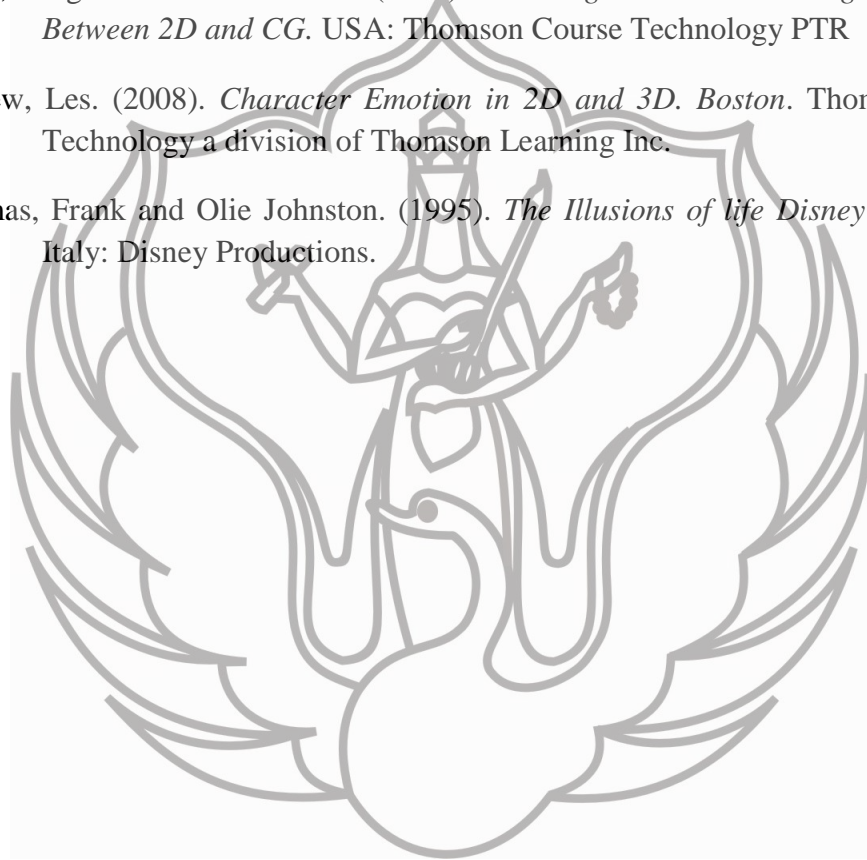 Between 2D and CG. USA: Thomson Course Technology PTR
ew, Les. (2008). Character Emotion in 2D and 3D. Boston. Thom
Technology a division of Thomson Learning Inc.
nas, Frank and Olie Johnston. (1995). The Illusions of life Disney
Italy: Disney Productions.